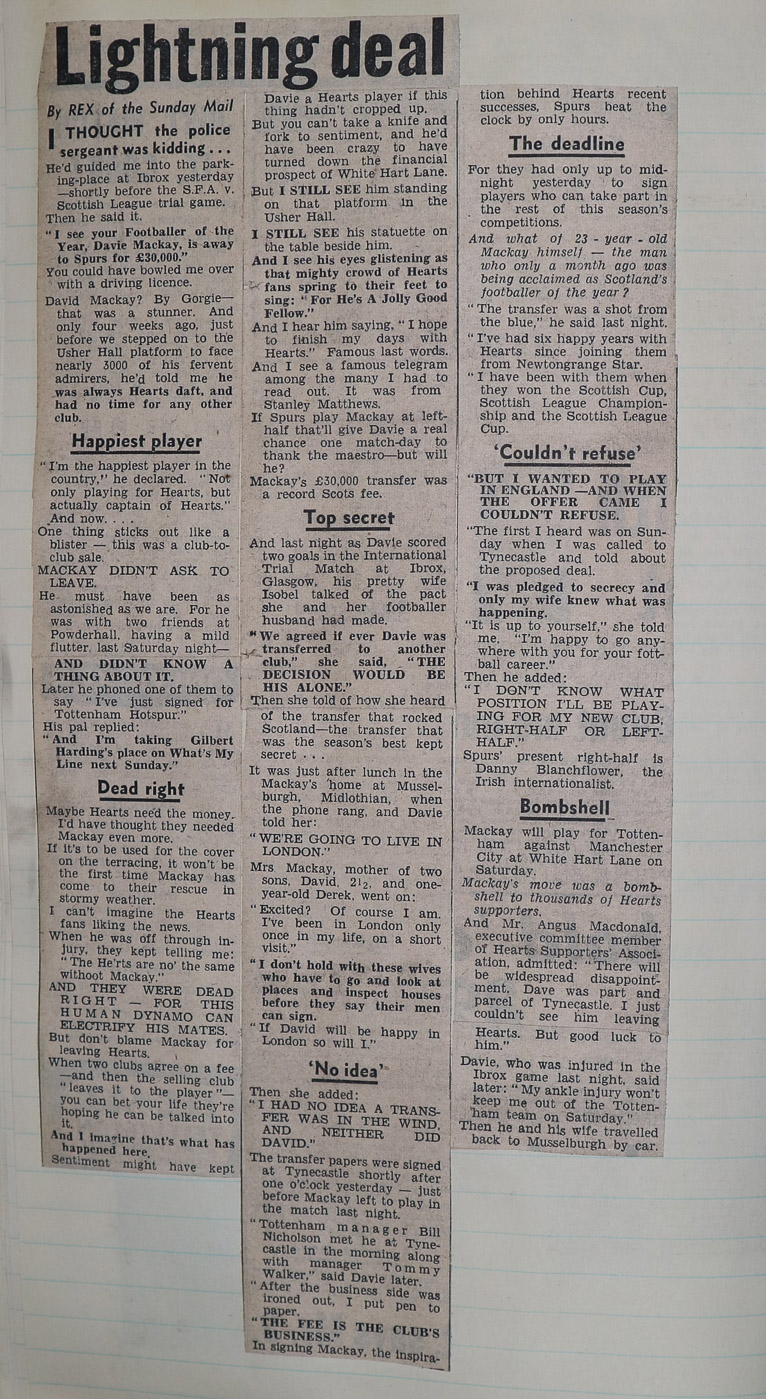 Lightning deal
By REX of the Sunday Mail
I THOUGHT the police
sergeant was kidding . . .
He'd guided me into the park-
ing-place at Ibrox yesterday
—shortly before the S.F.A. v.
Scottish League trial game.
Then he said it.
"I see your Footballer of the
Year, Davie Mackay, is away
to Spurs for £30,000."
You could have bowled me over
with a driving licence.
David Mackay? By Gorgie—
that was a stunner. And
only four weeks ago, just
before we stepped on to the
Usher Hall platform to face
nearly 3000 of his fervent
admirers, he'd told me he
was always Hearts daft, and
had no time for any other
club.
Happiest player
"I'm the happiest player in the
country," he declared. "Not
only playing for Hearts, but
actually captain of Hearts."
And now. . . .
One thing sticks out like a
blister — this was a club-to-
club sale.
MACKAY DIDN'T ASK TO
LEAVE.
He must have been as
astonished as we are. For he
was with two friends at
Powderhall, having a mild
flutter, last Saturday night—
AND DIDN'T KNOW A
THING ABOUT IT.
Later he phoned one of them to
say "I've just signed for
Tottenham Hotspur."
His pal replied:
"And I'm taking Gilbert
Harding's place on What's My
Line next Sunday."
Dead right
Maybe Hearts need the money.
I'd have thought they needed
Mackay even more.
If it's to be used for the cover
on the terracing, it won't be
the first time Mackay has
come to their rescue in
stormy weather.
I can't imagine the Hearts
fans liking the news.
When he was off through in-
jury, they kept telling me:
"The He'rts are no' the same
withoot Mackay."
AND THEY WERE DEAD
RIGHT — FOR THIS
HUMAN DYNAMO CAN
ELECTRIFY HIS MATES.
But don't blame Mackay for
leaving Hearts.
When two clubs agree on a fee
—and then the selling club
"leaves it to the player"—
you can bet your life they're
hoping he can be talked into
it.
And I imagine that's what has
happened here.
Sentiment might have kept
Davie a Hearts player if this
thing hadn't cropped up.
But you can't take a knife and
fork to sentiment, and he'd
have been crazy to have
turned down the financial
prospect of White Hart Lane.
But I STILL SEE him standing
on that platform in the
Usher Hall.
I STILL SEE his statuette on
the table beside him.
And I see his eyes glistening as
that mighty crowd of Hearts
fans spring to their feet to
sing: "For He's A Jolly Good
Fellow."
And I hear him saying, "I hope
to finish my days with
Hearts." Famous last words.
And I see a famous telegram
among the many I had to
read out. It was from
Stanley Matthews.
If Spurs play Mackay at left-
half that'll give Davie a real
chance one match-day to
thank the maestro—but will
he?
Mackay's £30,000 transfer was
a record Scots fee.
Top secret
And last night as Davie scored
two goals in the International
Trial Match at Ibrox,
Glasgow, his pretty wife
Isobel talked of the pact
she and her footballer
husband had made.
"We agreed if ever Davie was
transferred to another
club," she said, "THE
DECISION WOULD BE
HIS ALONE."
Then she told of how she heard
of the transfer that rocked
Scotland—the transfer that
was the season's best kept
secret . . .
It was just after lunch in the
Mackay's home at Mussel-
burgh, Midlothian, when
the phone rang, and Davie
told her:
"WE'RE GOING TO LIVE IN
LONDON."
Mrs Mackay, mother of two
sons, David, 2½, and one-
year-old Derek, went on:
"Excited? Of course I am.
I've been in London only
once in my life, on a short
visit."
"I don't hold with these wives
who have to go and look at
places and inspect houses
before they say their men
can sign.
"If David will be happy in
London so will I."
'No idea'
Then she added:
"I HAD NO IDEA A TRANS-
FER WAS IN THE WIND,
AND NEITHER DID
DAVID."
The transfer papers were signed
at Tynecastle shortly after
one o'clock yesterday — just
before Mackay left to play in
the match last night.
"Tottenham manager Bill
Nicholson met he at Tyne-
castle in the morning along
with manager Tommy
Walker," said Davie later.
"After the business side was
ironed out, I put pen to
paper.
"THE FEE IS THE CLUB'S
BUSINESS."
In signing Mackay, the inspira-
tion behind Hearts recent
successes, Spurs beat the
clock by only hours.
The deadline
For they had only up to mid-
night yesterday to sign
players who can take part in
the rest of this season's
competitions.
And what of 23 - year - old
Mackay himself — the man
who only a month ago was
being acclaimed as Scotland's
footballer of the year?
"The transfer was a shot from
the blue," he said last night.
"I've had six happy years with
Hearts since joining them
from Newtongrange Star.
"I have been with them when
they won the Scottish Cup,
Scottish League Champion-
ship and the Scottish League
Cup.
'Couldn't refuse'
"BUT I WANTED TO PLAY
IN ENGLAND —AND WHEN
THE OFFER CAME I
COULDN'T REFUSE.
"The first I heard was on Sun-
day when I was called to
Tynecastle and told about
the proposed deal.
"I was pledged to secrecy and
only my wife knew what was
happening.
"It is up to yourself," she told
me. "I'm happy to go any-
where with you for your fott-
ball career."
Then he added:
"I DON'T KNOW WHAT
POSITION I'LL BE PLAY-
ING FOR MY NEW CLUB,
RIGHT-HALF OR LEFT-
HALF."
Spurs' present right-half is
Danny Blanchflower, the
Irish internationalist.
Bombshell
Mackay will play for Totten-
ham against Manchester
City at White Hart Lane on
Saturday.
Mackay's move was a bomb-
shell to thousands of Hearts
supporters.
And Mr. Angus Macdonald,
executive committee member
of Hearts Supporters' Associ-
ation, admitted: "There will
be widespread disappoint-
ment. Dave was part and
parcel of Tynecastle. I just
couldn't see him leaving
Hearts. But good luck to
him."
Davie, who was injured in the
Ibrox game last night, said
later: "My ankle injury won't
keep me out of the Totten-
ham team on Saturday."
Then he and his wife travelled
back to Musselburgh by car.